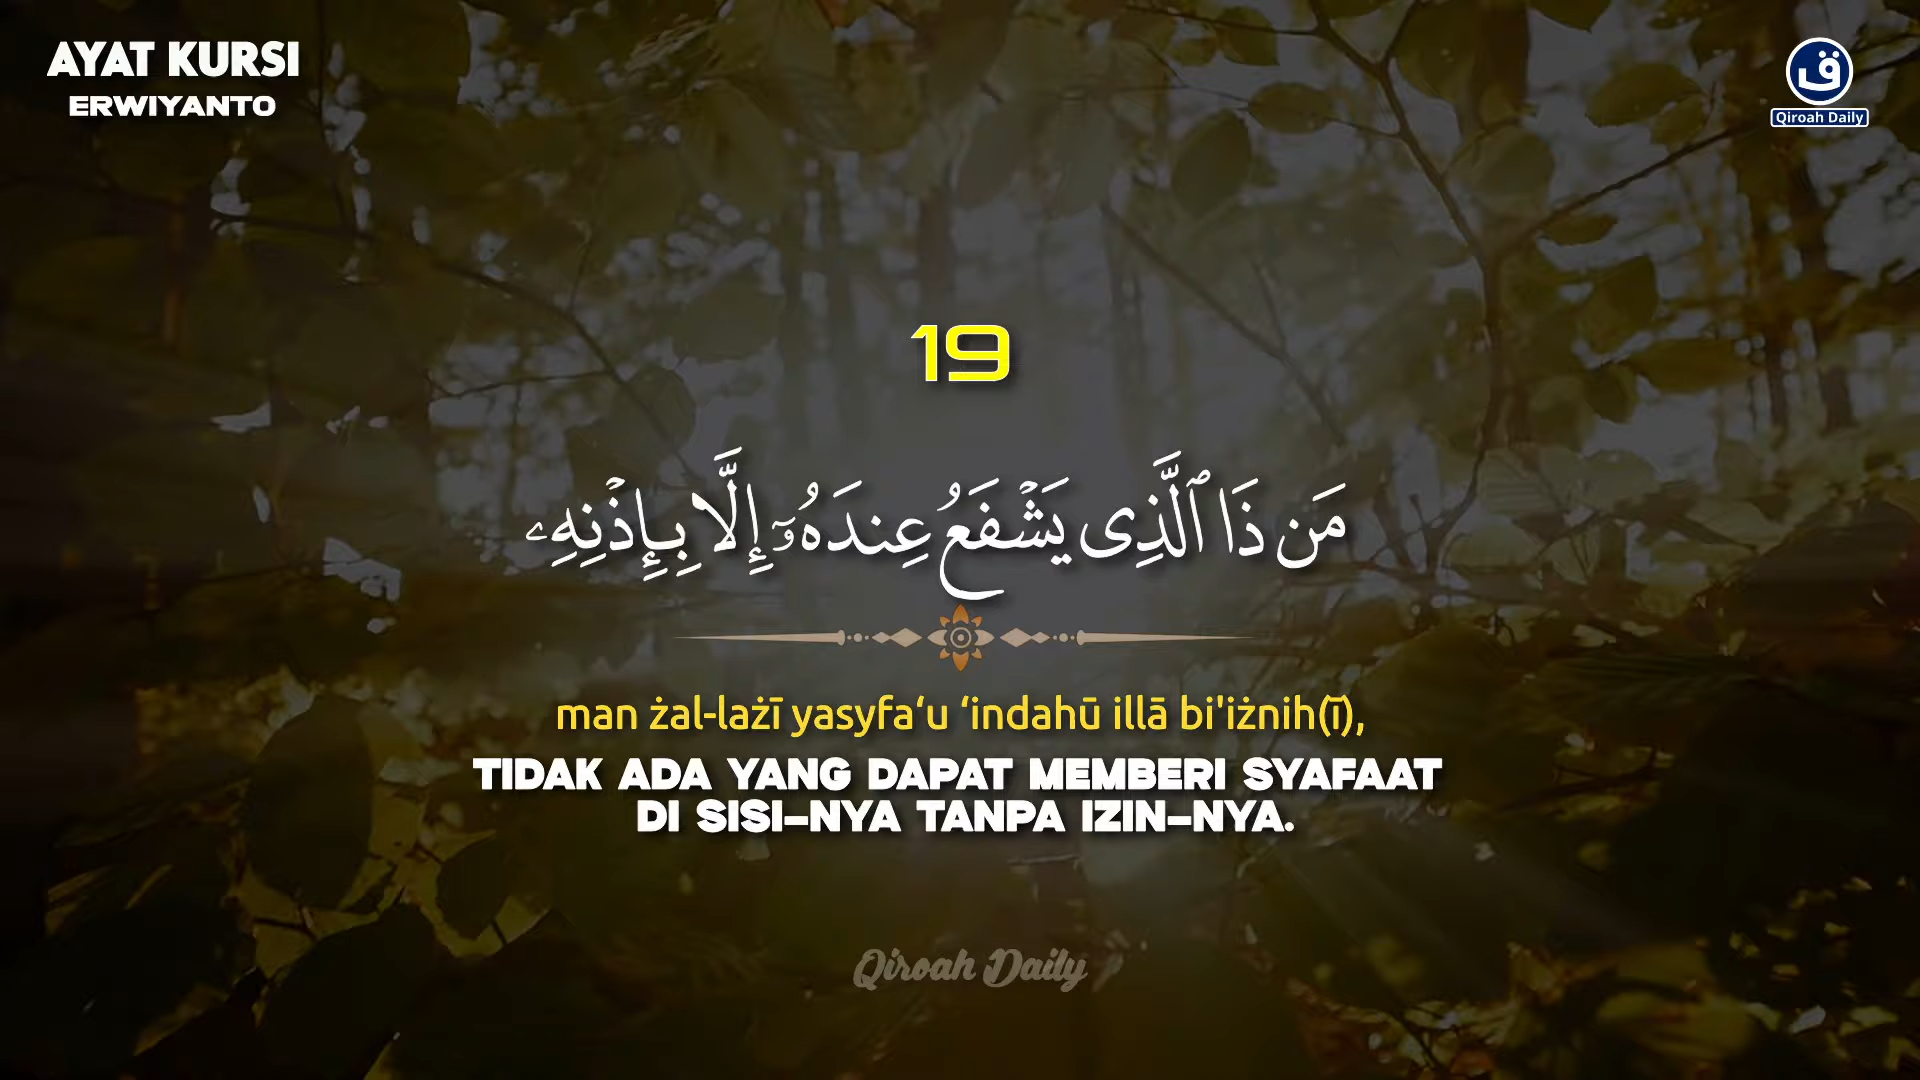 AYAT KURSI
ERWIYANTO
ق
Qiroah Daily
19
مَن ذَا ٱلَّذِى يَشْفَعُ عِندَهُۥٓ إِلَّا بِإِذْنِهِۦ
man żal-lażī yasyfa‘u ‘indahū illā bi'iżnih(ī),
TIDAK ADA YANG DAPAT MEMBERI SYAFAAT
DI SISI-NYA TANPA IZIN-NYA.
Qiroah Daily